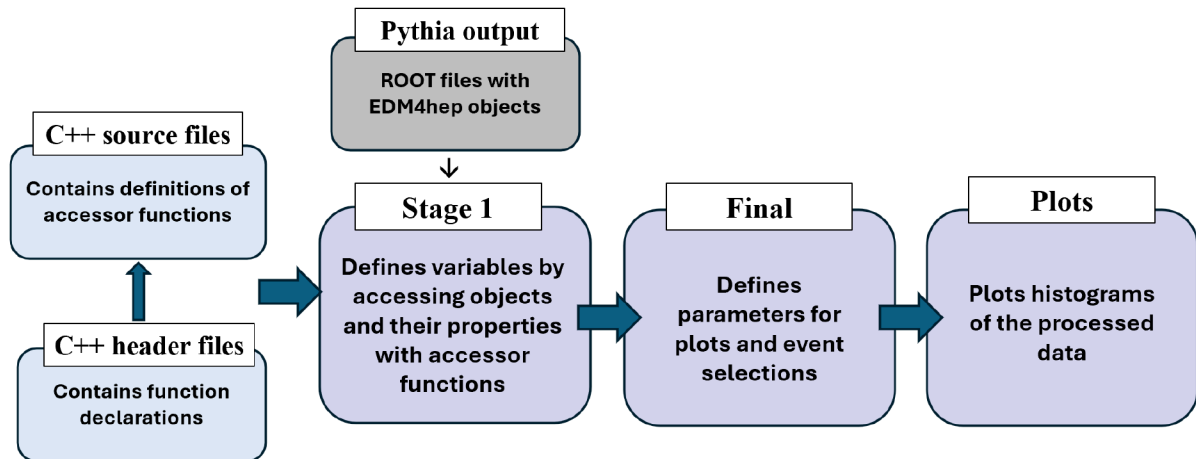 Pythia output
ROOT files with
EDM4hep objects
C++ source files
Contains definitions of
accessor functions
C++ header files
Contains function
declarations
Stage 1
Defines variables by
accessing objects
and their properties
with accessor
functions
Final
Defines
parameters for
plots and event
selections
Plots
Plots histograms
of the processed
data